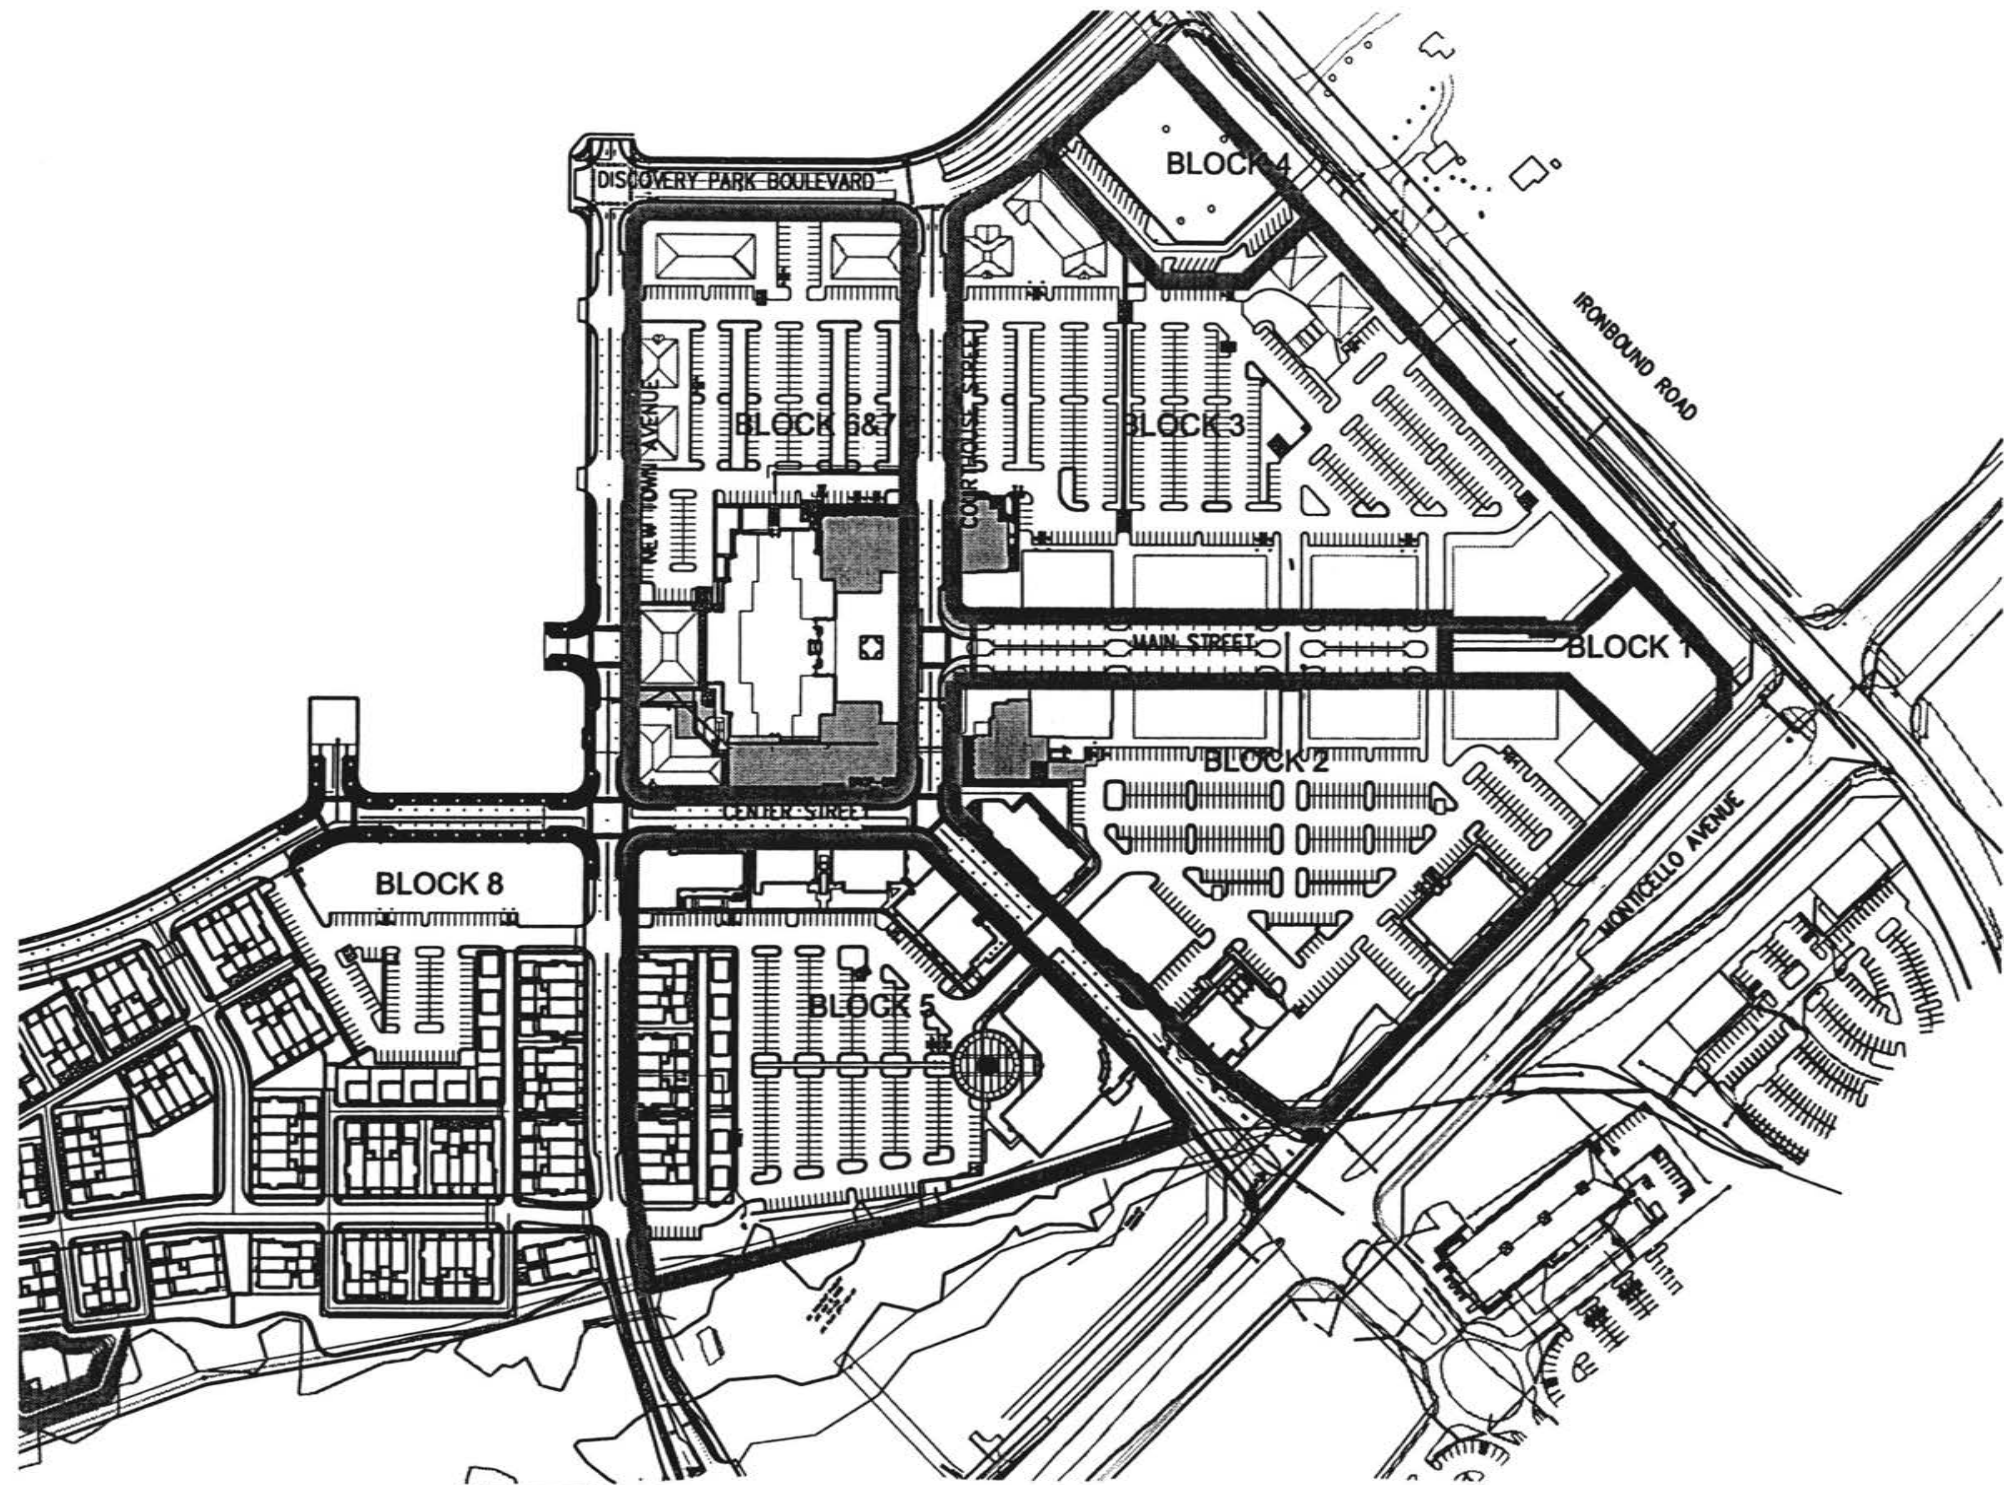 BLOCK 4
DISCOVERY PARK BOULEVARD
IRONBOUND ROAD
NEW TOWN AVENUE
BLOCK 6&7
COURTHOUSE STREET
BLOCK 3
MAIN STREET
BLOCK 1
BLOCK 2
CENTER STREET
MONTICELLO AVENUE
BLOCK 8
BLOCK 5